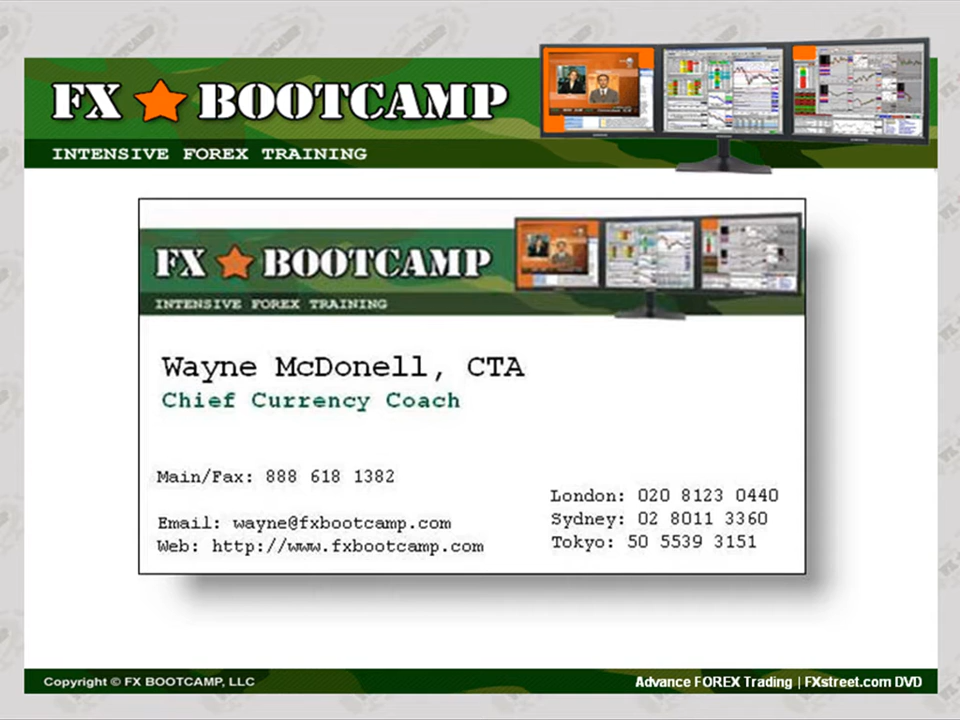 FX BOOTCAMP
INTENSIVE FOREX TRAINING
FX BOOTCAMP
INTENSIVE FOREX TRAINING
Wayne McDonell, CTA
Chief Currency Coach
Main/Fax: 888 618 1382
Email: wayne@fxbootcamp.com
Web: http://www.fxbootcamp.com
London: 020 8123 0440
Sydney: 02 8011 3360
Tokyo: 50 5539 3151
Copyright © FX BOOTCAMP, LLC
Advance FOREX Trading | FXstreet.com DVD